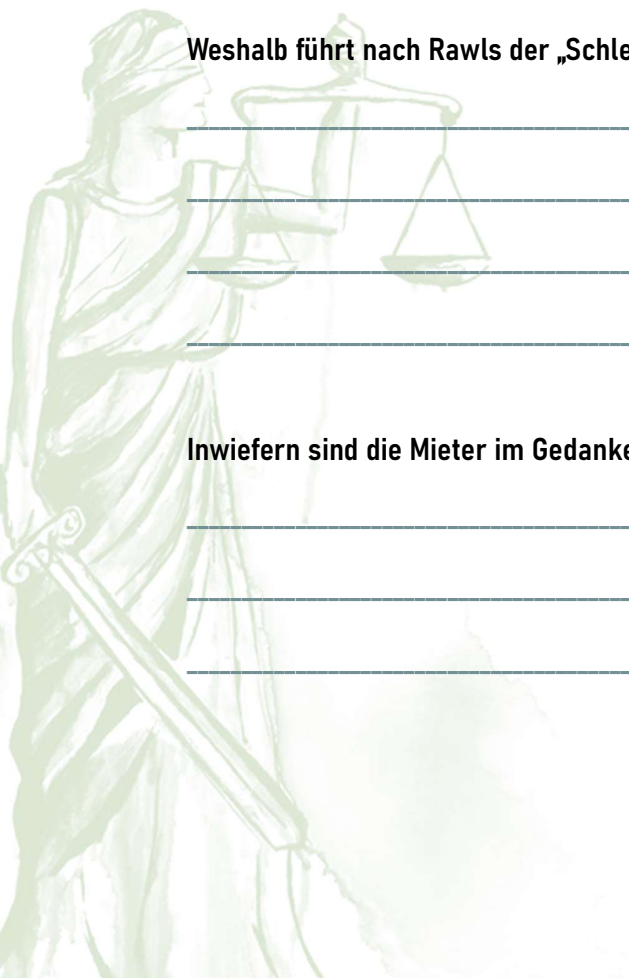 Weshalb führt nach Rawls der „Schle
Inwiefern sind die Mieter im Gedanke